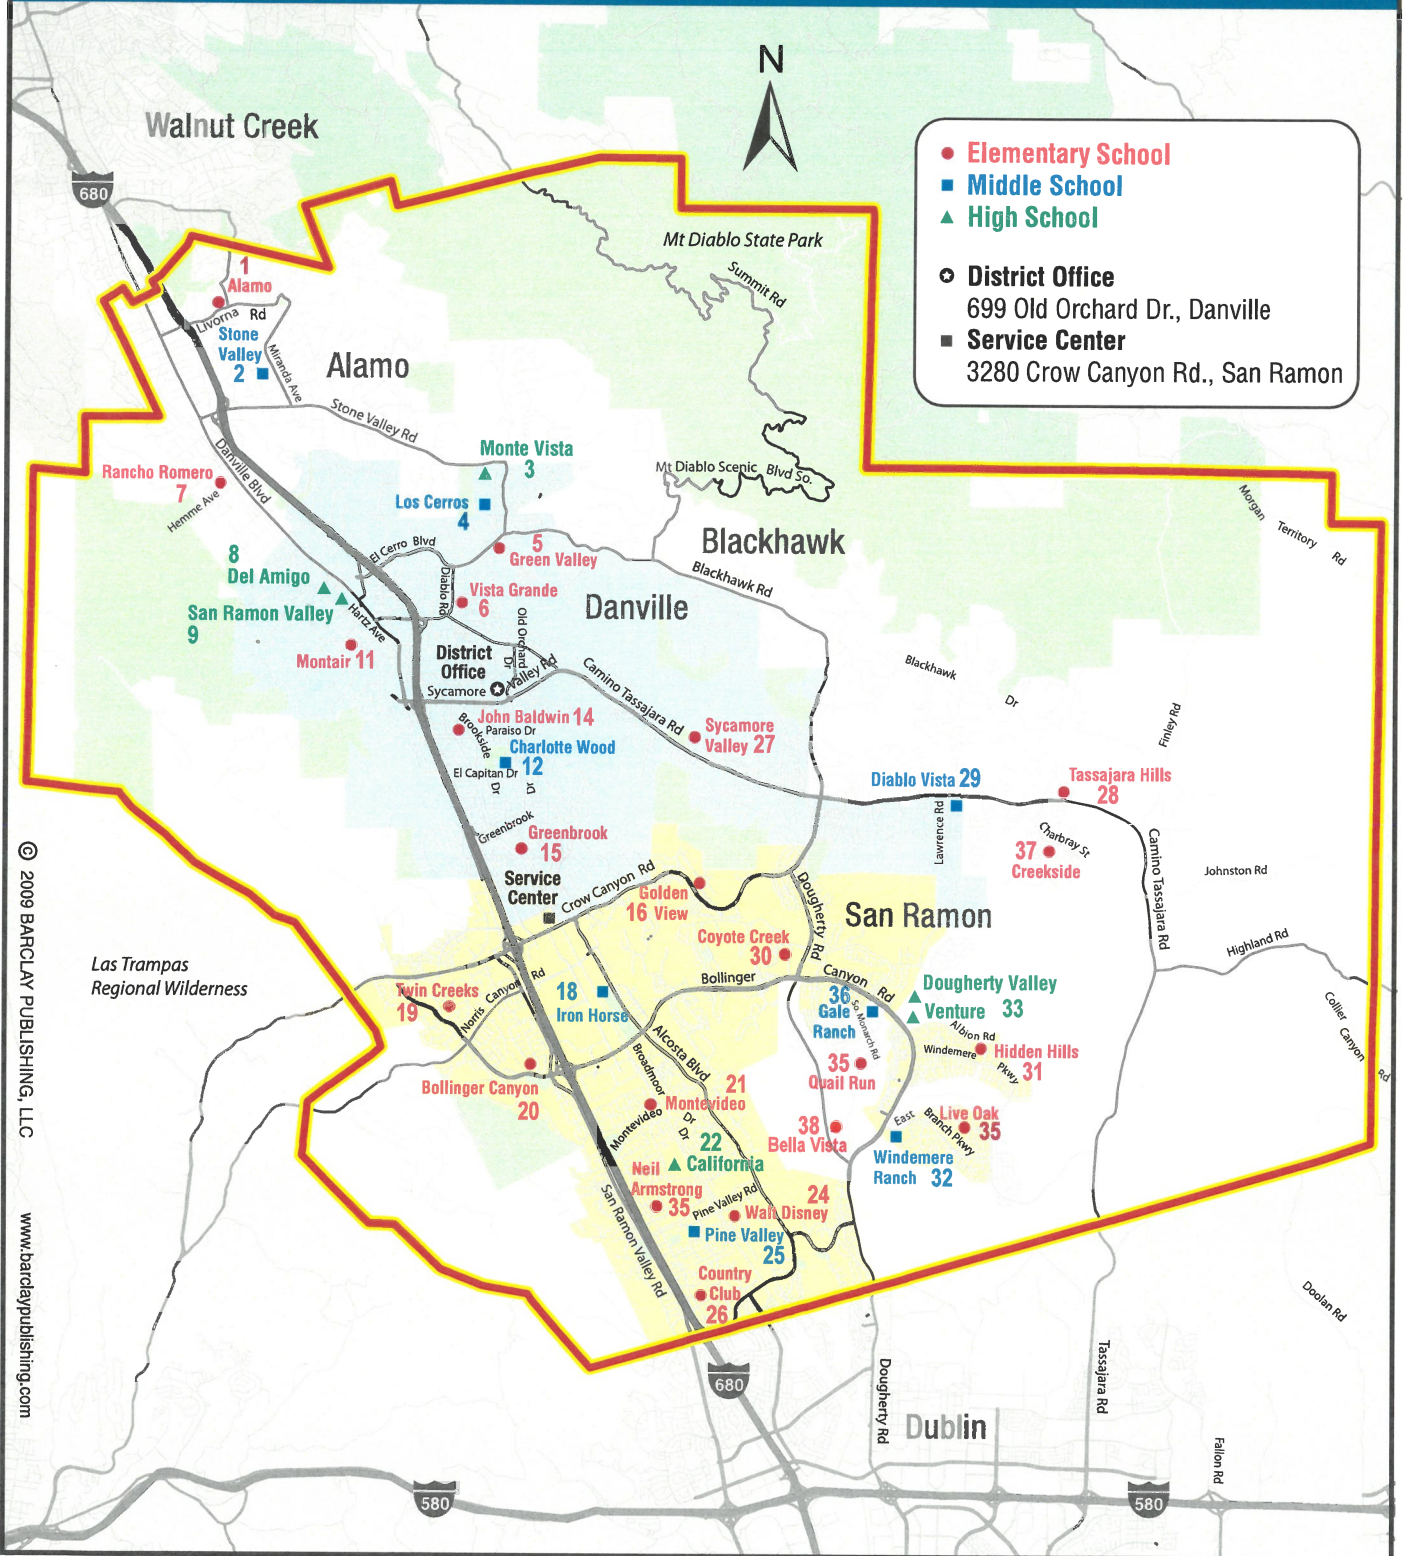 N
Walnut Creek
680
Elementary School
Middle School
High School
District Office
699 Old Orchard Dr., Danville
Service Center
3280 Crow Canyon Rd., San Ramon
Mt Diablo State Park
Summit Rd
1
Alamo
Livorna Rd
Stone
Valley
2
Miranda Ave
Alamo
Stone Valley Rd
Monte Vista
3
Mt Diablo Scenic Blvd So.
Rancho Romero
7
Danville Blvd
Hemme Ave
Los Cerros
4
Morgan Territory Rd
8
Del Amigo
El Cerro Blvd
5
Green Valley
Blackhawk
Blackhawk Rd
San Ramon Valley
9
Hartz Ave
Diablo Rd
Vista Grande
6
Danville
Old Orchard Dr
Montair 11
District
Office
Sycamore Valley Rd
Camino Tassajara Rd
Blackhawk Dr
Finley Rd
John Baldwin 14
Paraiso Dr
Brookside Dr
Charlotte Wood
12
El Capitan Dr
Sycamore
Valley 27
Diablo Vista 29
Tassajara Hills
28
Lawrence Rd
Charbray St
37
Creekside
Camino Tassajara Rd
Johnston Rd
Greenbrook
Dr
Greenbrook
15
Service
Center
Crow Canyon Rd
Golden
16 View
Dougherty Rd
San Ramon
Coyote Creek
30
Highland Rd
Las Trampas
Regional Wilderness
Bollinger Canyon Rd
Twin Creeks
19
Norris Canyon Rd
18
Iron Horse
36
Gale
Ranch
So. Monarch Rd
Dougherty Valley
Venture 33
Collier Canyon Rd
Albion Rd
Windemere Pkwy
Hidden Hills
31
Alcosta Blvd
Broadmoor Dr
35
Quail Run
Bollinger Canyon
20
21
Montevideo
Montevideo Dr
38
Bella Vista
East Branch Pkwy
Live Oak
35
22
California
Windemere
Ranch 32
Neil
Armstrong
35
Pine Valley Rd
24
Walt Disney
Pine Valley
25
San Ramon Valley Rd
Country
Club
26
Doolan Rd
680
Dougherty Rd
Dublin
Tassajara Rd
Fallon Rd
580
580
© 2009 BARCLAY PUBLISHING, LLC www.barclaypublishing.com